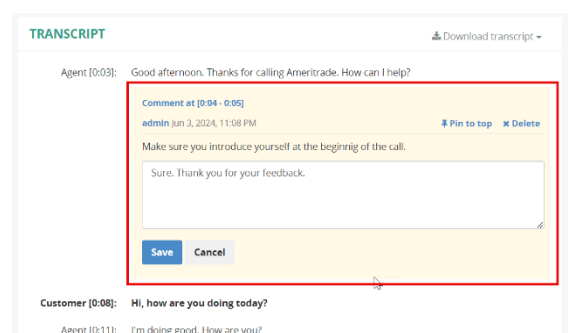 TRANSCRIPT
Download transcript
Agent [0:03]: Good afternoon. Thanks for calling Ameritrade. How can I help?
Comment at [0:04 - 0:05]
admin Jun 3, 2024, 11:08 PM Pin to top Delete
Make sure you introduce yourself at the beginnig of the call.
Sure. Thank you for your feedback.
Save Cancel
Customer [0:08]: Hi, how are you doing today?
Agent [0:11]: I'm doing good. How are you?